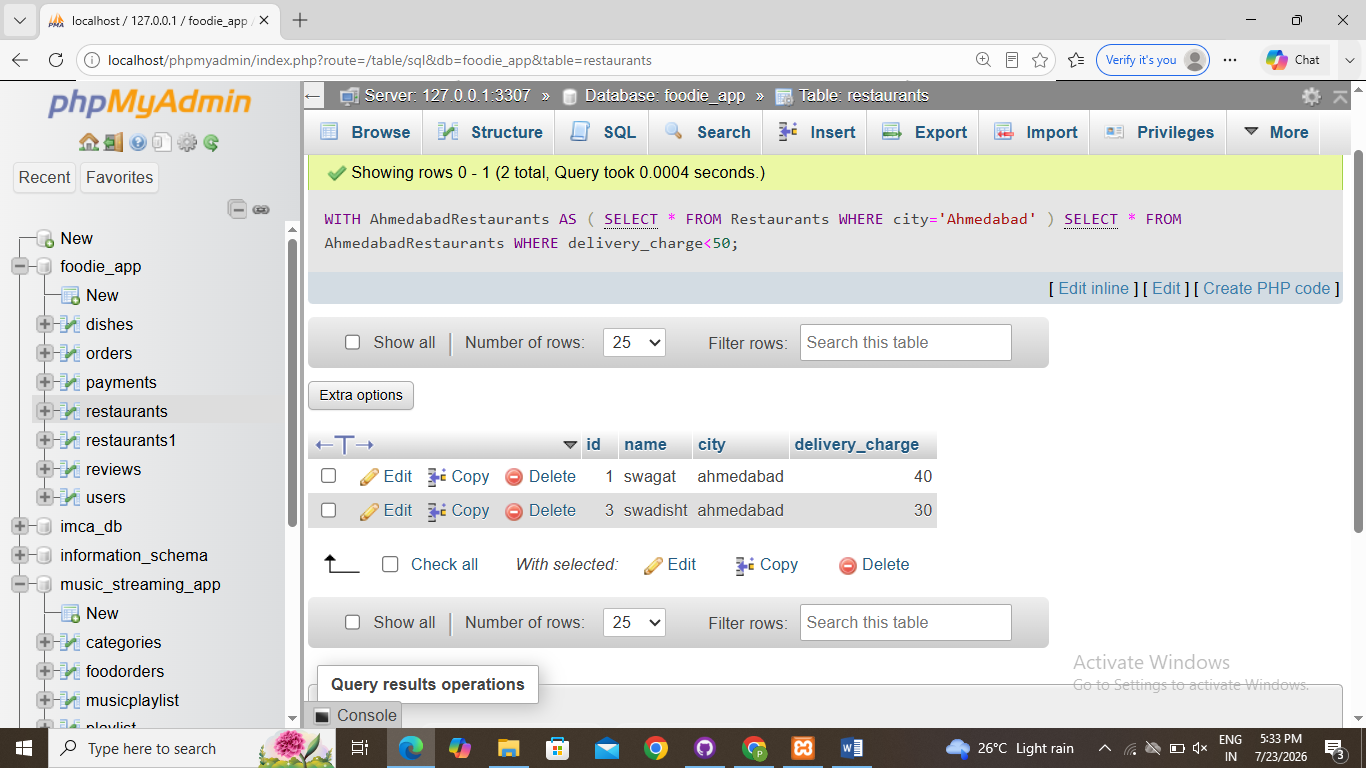 localhost / 127.0.0.1 / foodie_app
localhost/phpmyadmin/index.php?route=/table/sql&db=foodie_app&table=restaurants
Verify it's you
Chat
phpMyAdmin
Recent
Favorites
New
foodie_app
New
dishes
orders
payments
restaurants
restaurants1
reviews
users
imca_db
information_schema
music_streaming_app
New
categories
foodorders
musicplaylist
playlist
Server: 127.0.0.1:3307 » Database: foodie_app » Table: restaurants
Browse Structure SQL Search Insert Export Import Privileges More
Showing rows 0 - 1 (2 total, Query took 0.0004 seconds.)
WITH AhmedabadRestaurants AS ( SELECT * FROM Restaurants WHERE city='Ahmedabad' ) SELECT * FROM
AhmedabadRestaurants WHERE delivery_charge<50;
[ Edit inline ] [ Edit ] [ Create PHP code ]
Show all Number of rows: 25 Filter rows: Search this table
Extra options
id name city delivery_charge
Edit Copy Delete 1 swagat ahmedabad 40
Edit Copy Delete 3 swadisht ahmedabad 30
Check all With selected: Edit Copy Delete
Show all Number of rows: 25 Filter rows: Search this table
Query results operations
Console
Activate Windows
Go to Settings to activate Windows.
Type here to search
26°C Light rain
ENG
IN
5:33 PM
7/23/2026
3